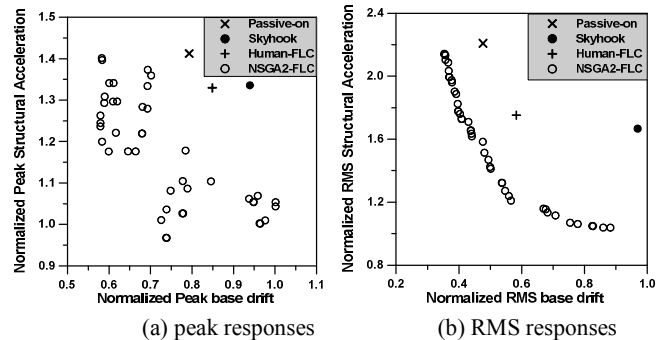 Passive-on
Skyhook
Human-FLC
NSGA2-FLC
Normalized Peak Structural Acceleration
1.5
1.4
1.3
1.2
1.1
1.0
0.9
0.5 0.6 0.7 0.8 0.9 1.0 1.1
Normalized Peak base drift
(a) peak responses
Passive-on
Skyhook
Human-FLC
NSGA2-FLC
Normalized RMS Structural Acceleration
2.4
2.0
1.6
1.2
0.8
0.2 0.4 0.6 0.8 1.0
Normalized RMS base drift
(b) RMS responses